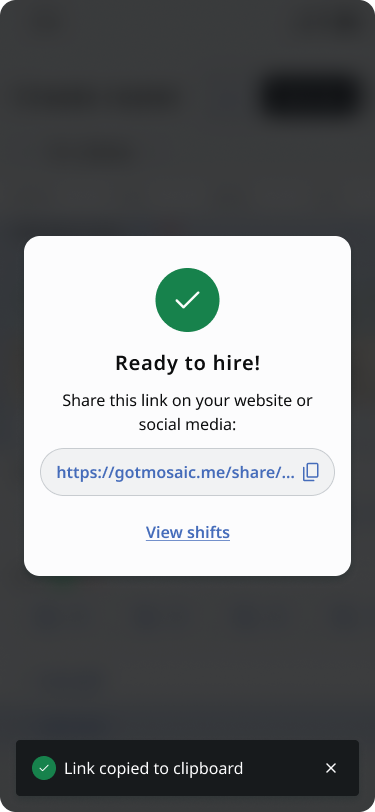 Ready to hire!
Share this link on your website or
social media:
https://gotmosaic.me/share/...
View shifts
Link copied to clipboard